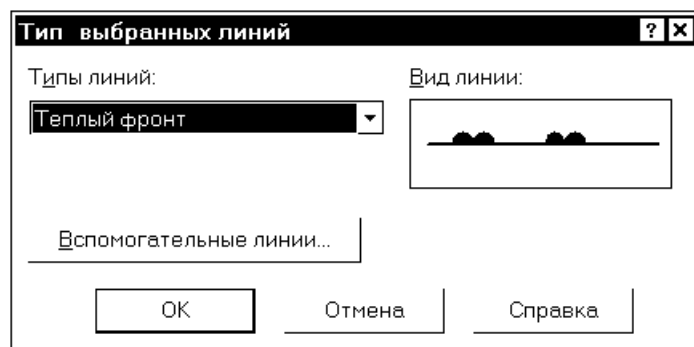 Тип выбранных линий
Типы линий:
Вид линии:
Теплый фронт
Вспомогательные линии...
OK
Отмена
Справка